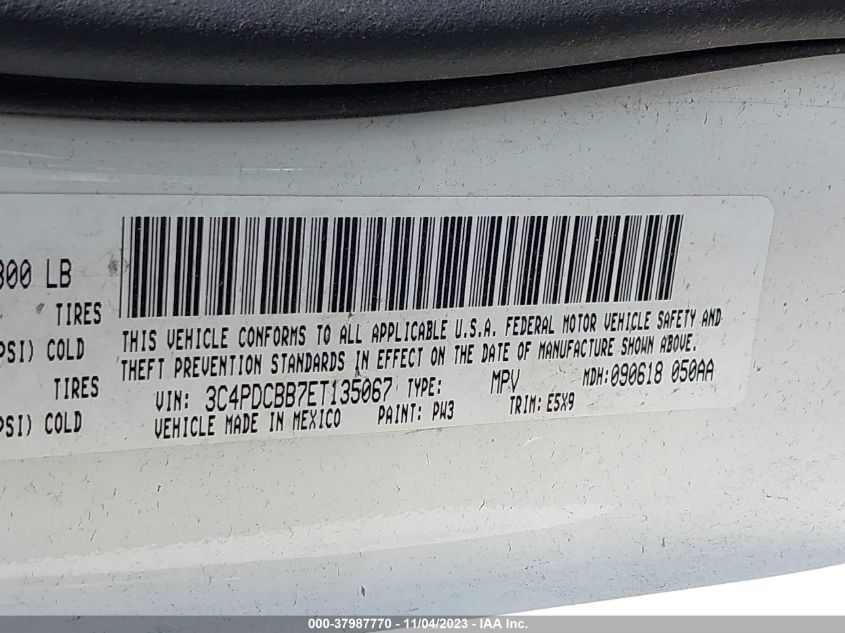 800 LB
TIRES
PSI) COLD
TIRES
PSI) COLD
THIS VEHICLE CONFORMS TO ALL APPLICABLE U.S.A. FEDERAL MOTOR VEHICLE SAFETY AND
THEFT PREVENTION STANDARDS IN EFFECT ON THE DATE OF MANUFACTURE SHOWN ABOVE.
VIN: 3C4PDCBB7ET135067 TYPE: MPV MDH:090618 050AA
VEHICLE MADE IN MEXICO PAINT: PW3 TRIM: E5X9
000-37987770 - 11/04/2023 - IAA Inc.